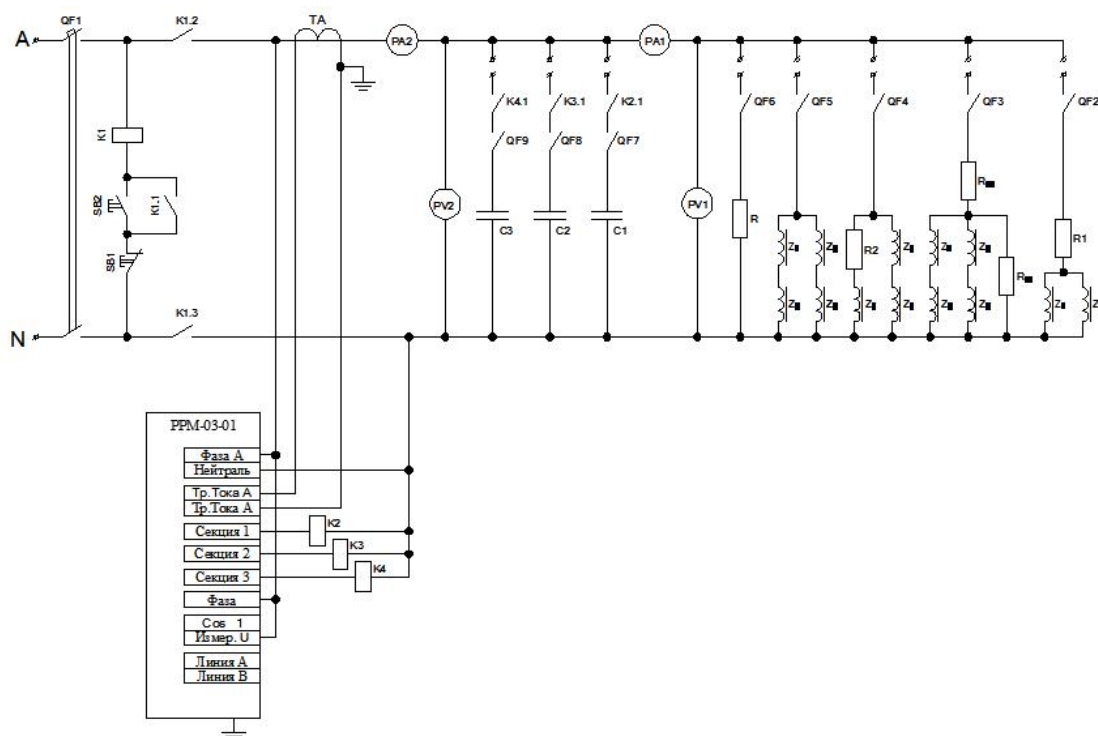 A
QF1
K1.2
TA
PA2
PA1
K1
SB2
K1.1
SB1
K4.1
K3.1
K2.1
QF9
QF8
QF7
QF6
QF5
QF4
QF3
QF2
PV2
C3
C2
C1
PV1
R
R2
R1
N
K1.3
РРМ-03-01
Фаза А
Нейтраль
Тр.Тока А
Тр.Тока А
Секция 1
K2
Секция 2
K3
Секция 3
K4
Фаза
Cos 1
Измер. U
Линия А
Линия В